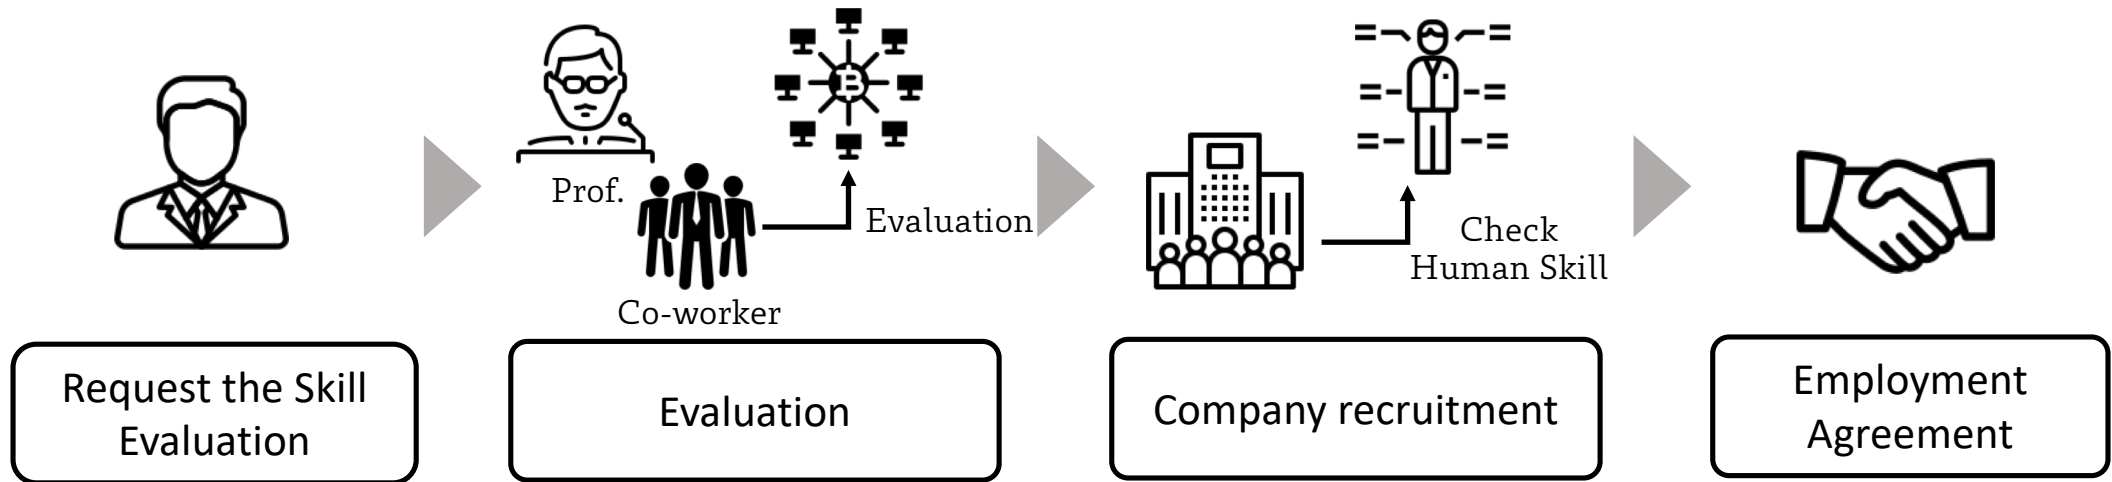 Prof.
Co-worker
Evaluation
Check
Human Skill
Request the Skill
Evaluation
Evaluation
Company recruitment
Employment
Agreement